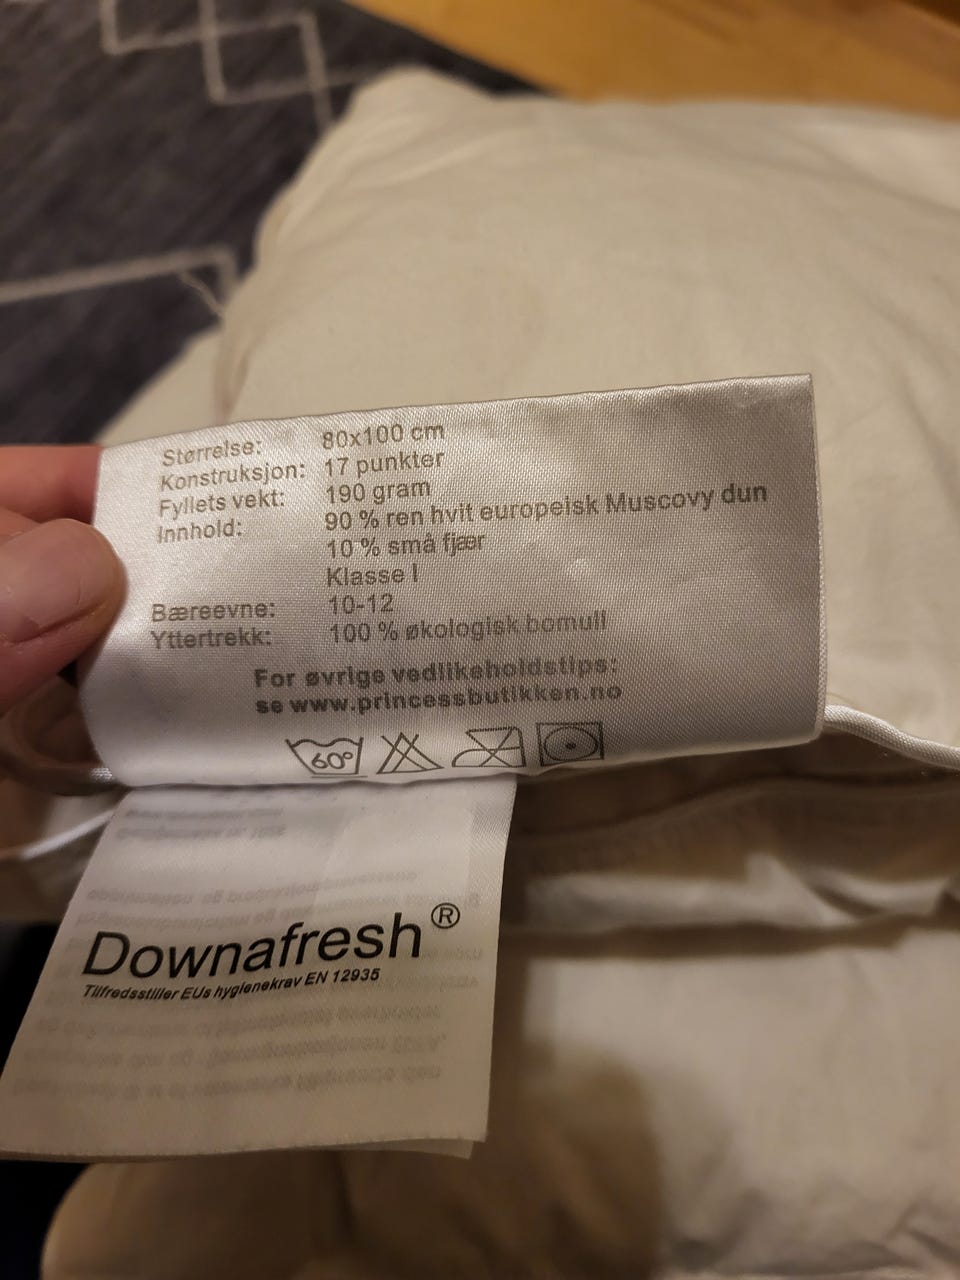 Størrelse: 80x100 cm
Konstruksjon: 17 punkter
Fyllets vekt: 190 gram
Innhold: 90 % ren hvit europeisk Muscovy dun
10 % små fjær
Klasse I
Bæreevne: 10-12
Yttertrekk: 100 % økologisk bomull
For øvrige vedlikeholdstips:
se www.princessbutikken.no
60°
Downafresh®
Tilfredsstiller EUs hygienekrav EN 12935